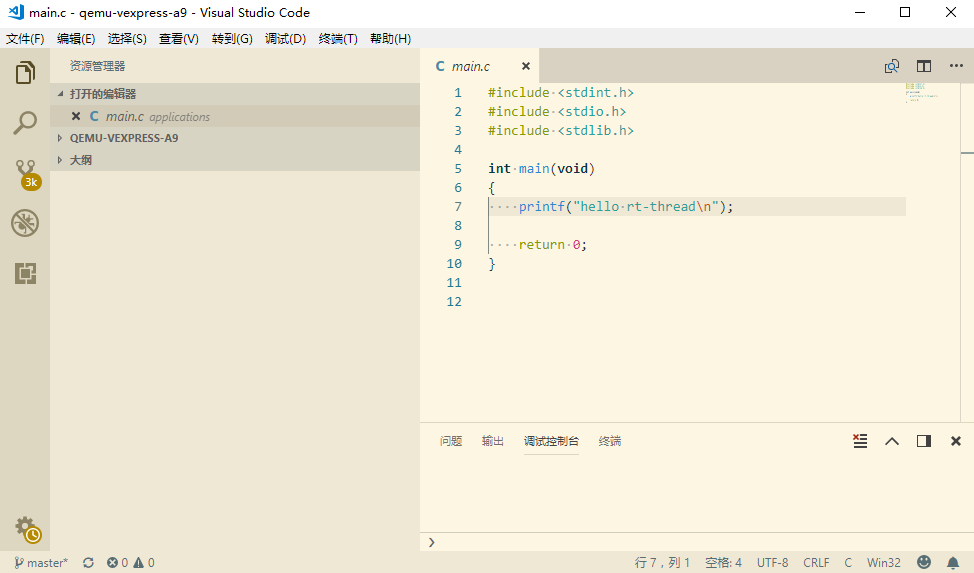 main.c - qemu-vexpress-a9 - Visual Studio Code
文件(F) 编辑(E) 选择(S) 查看(V) 转到(G) 调试(D) 终端(T) 帮助(H)
资源管理器
打开的编辑器
C main.c applications
QEMU-VEXPRESS-A9
大纲
3k
C main.c
1 #include <stdint.h>
2 #include <stdio.h>
3 #include <stdlib.h>
4
5 int main(void)
6 {
7 ····printf("hello·rt-thread\n");
8
9 ····return·0;
10 }
11
12
问题 输出 调试控制台 终端
master* 0 0 行 7，列 1 空格: 4 UTF-8 CRLF C Win32